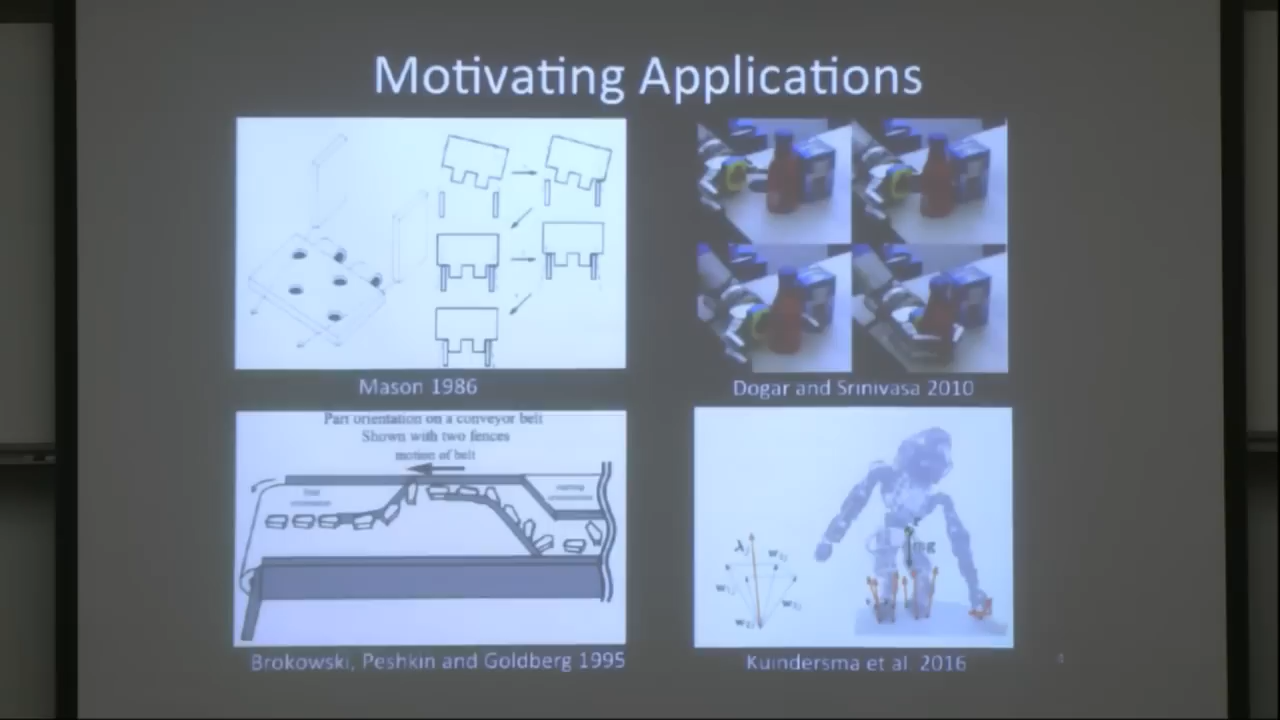 Motivating Applications
Mason 1986
Dogar and Srinivasa 2010
Part orientation on a conveyor belt
Shown with two fences
motion of belt
mg
Brokowski, Peshkin and Goldberg 1995
Kuindersma et al. 2016